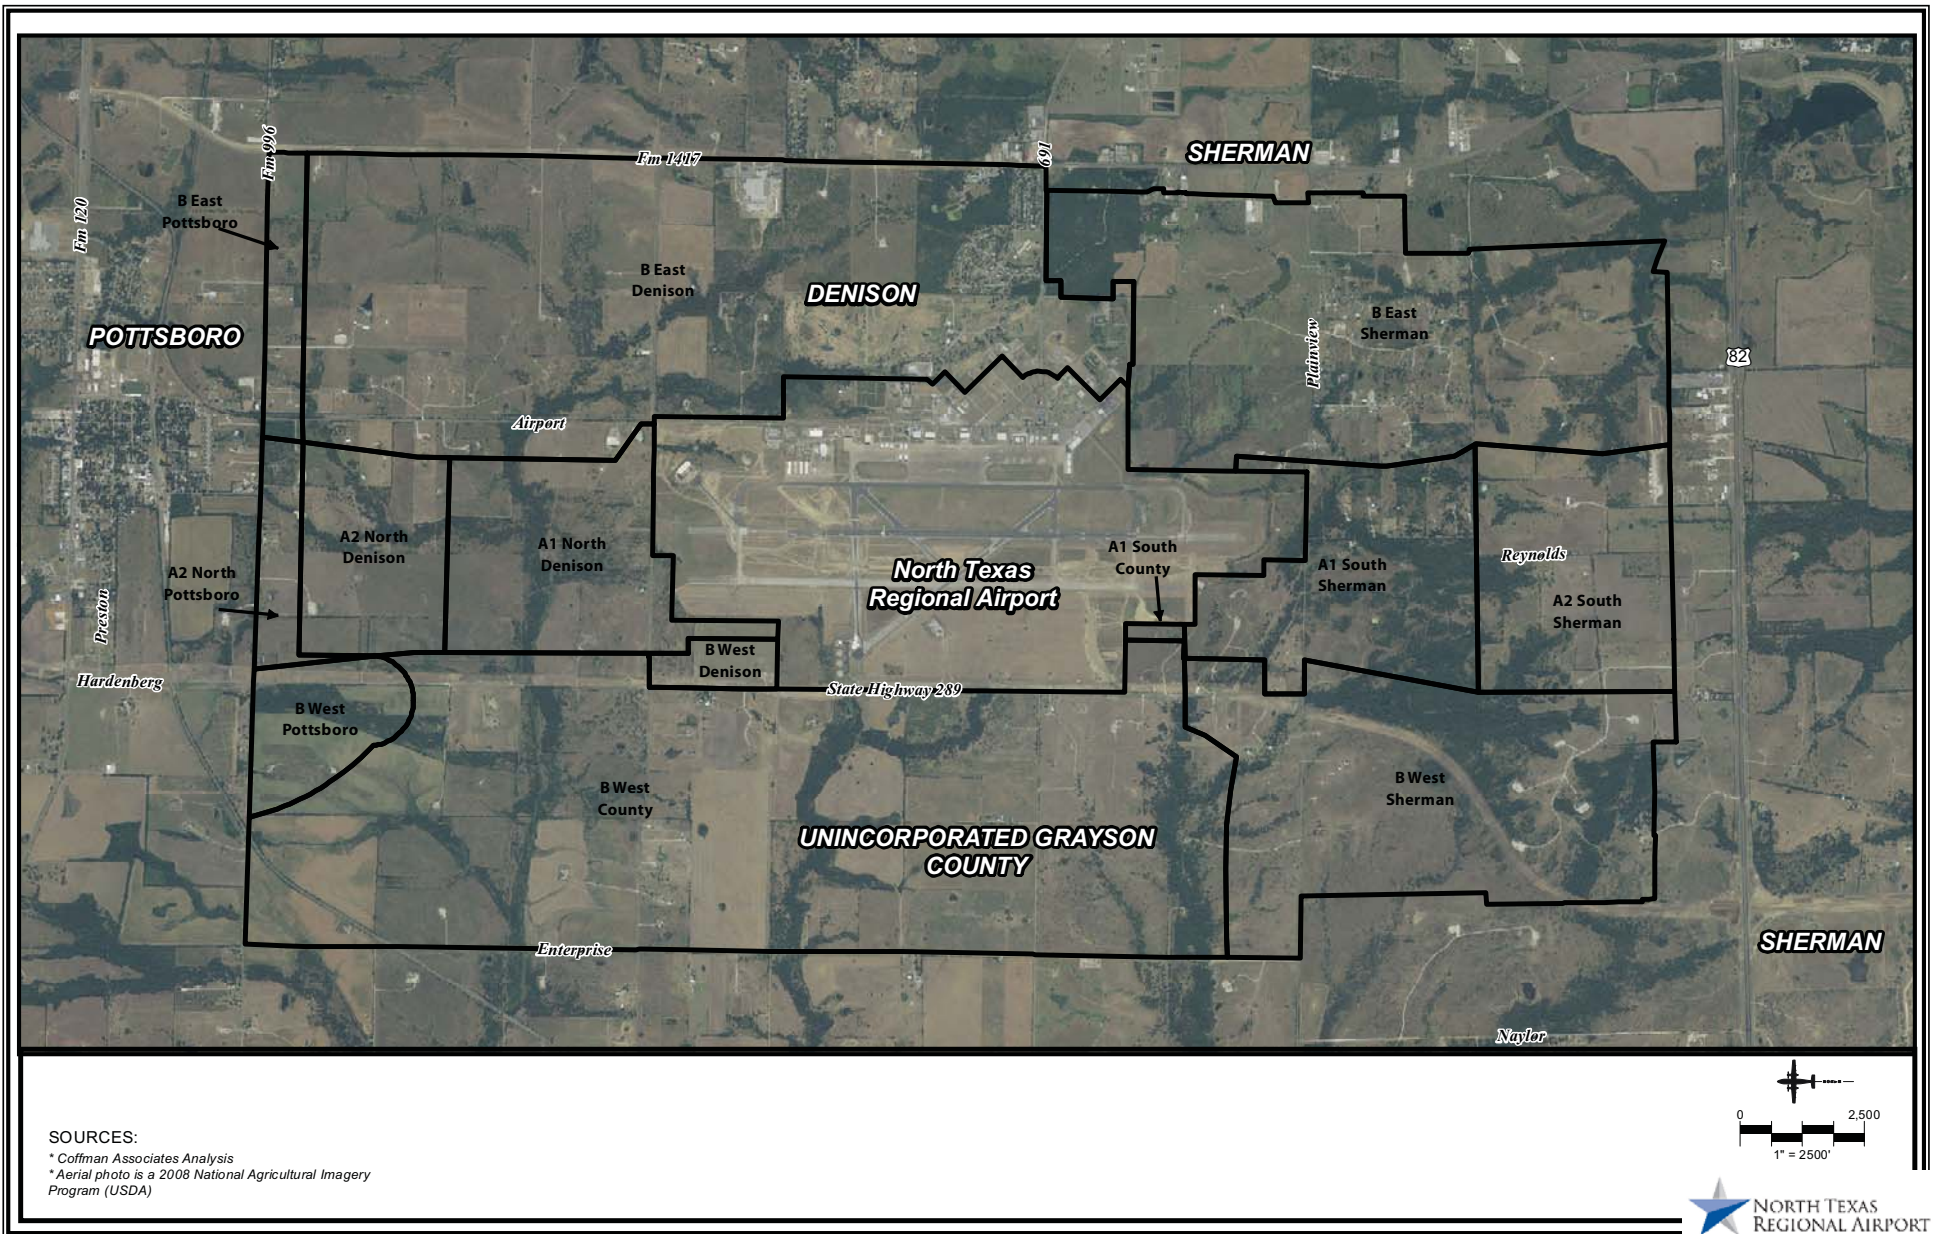 Fm 996
Fm 1417
691
SHERMAN
B East
Pottsboro
Fm 120
B East
Denison
DENISON
B East
Sherman
POTTSBORO
Plainview
82
Airport
A2 North
Denison
A1 North
Denison
A1 South
County
A1 South
Sherman
Reynolds
North Texas
Regional Airport
A2 North
Pottsboro
A2 South
Sherman
Preston
B West
Denison
Hardenberg
State Highway 289
B West
Pottsboro
B West
County
B West
Sherman
UNINCORPORATED GRAYSON
COUNTY
Enterprise
SHERMAN
Naylor
0 2,500
1" = 2500'
SOURCES:
* Coffman Associates Analysis
* Aerial photo is a 2008 National Agricultural Imagery
Program (USDA)
NORTH TEXAS
REGIONAL AIRPORT